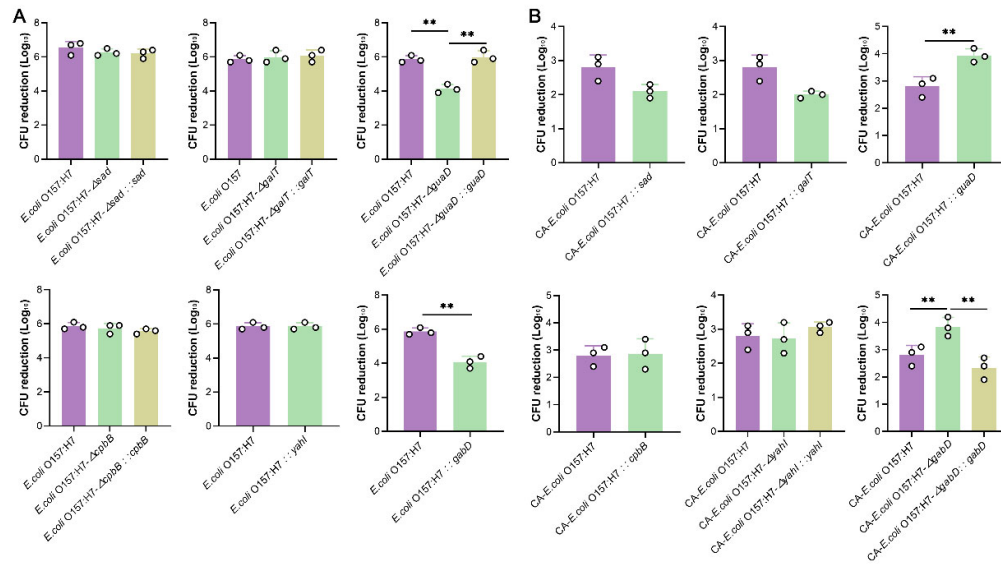 A
CFU reduction (Log₁₀)
8
6
4
2
0
E.coli O157:H7
E.coli O157:H7-Δsad
E.coli O157:H7-Δsad : : :sad
CFU reduction (Log₁₀)
8
6
4
2
0
E.coli O157
E.coli O157:H7-ΔgalT
E.coli O157:H7-ΔgalT : : :galT
CFU reduction (Log₁₀)
8
6
4
2
0
** **
E.coli O157:H7
E.coli O157:H7-ΔguaD
E.coli O157:H7-ΔguaD : : :guaD
B
CFU reduction (Log₁₀)
4
3
2
1
0
CA-E.coli O157:H7
CA-E.coli O157:H7 : : :sad
CFU reduction (Log₁₀)
4
3
2
1
0
CA-E.coli O157:H7
CA-E.coli O157:H7 : : :galT
CFU reduction (Log₁₀)
5
4
3
2
1
0
**
CA-E.coli O157:H7
CA-E.coli O157:H7 : : :guaD
CFU reduction (Log₁₀)
8
6
4
2
0
E.coli O157:H7
E.coli O157:H7-ΔcpbB
E.coli O157:H7-ΔcpbB : : :cpbB
CFU reduction (Log₁₀)
8
6
4
2
0
E.coli O157:H7
E.coli O157:H7 : : :yahI
CFU reduction (Log₁₀)
8
6
4
2
0
**
E.coli O157:H7
E.coli O157:H7 : : :gabD
CFU reduction (Log₁₀)
5
4
3
2
1
0
CA-E.coli O157:H7
CA-E.coli O157:H7 : : :cpbB
CFU reduction (Log₁₀)
4
3
2
1
0
CA-E.coli O157:H7
CA-E.coli O157:H7-ΔyahI
CA-E.coli O157:H7-ΔyahI : : :yahI
CFU reduction (Log₁₀)
5
4
3
2
1
0
** **
CA-E.coli O157:H7
CA-E.coli O157:H7-ΔgabD
CA-E.coli O157:H7-ΔgabD: : :gabD